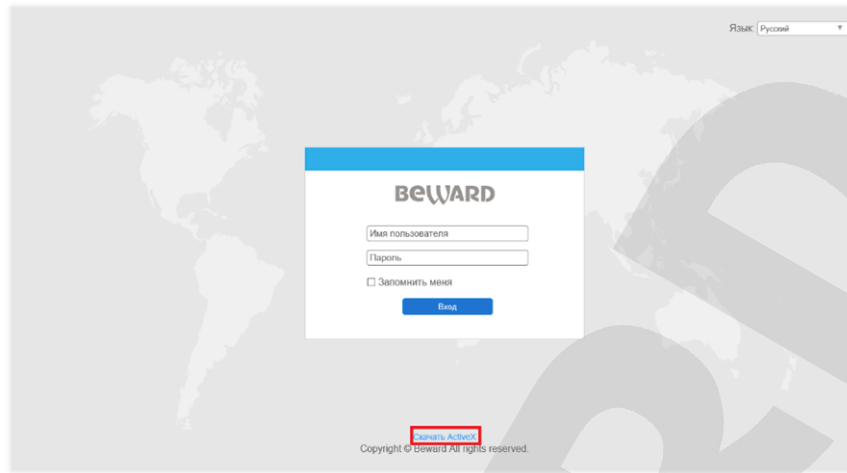 Язык: Русский
BEWARD
Имя пользователя
Пароль
Запомнить меня
Вход
Скачать ActiveX
Copyright © Beward All rights reserved.